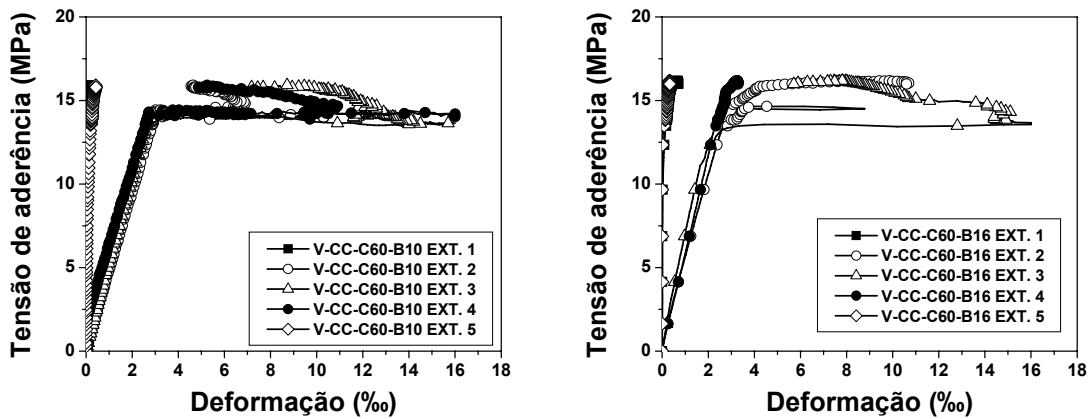 Tensão de aderência (MPa)
20
15
10
5
0
0 2 4 6 8 10 12 14 16 18
Deformação (‰)
V-CC-C60-B10 EXT. 1
V-CC-C60-B10 EXT. 2
V-CC-C60-B10 EXT. 3
V-CC-C60-B10 EXT. 4
V-CC-C60-B10 EXT. 5
Tensão de aderência (MPa)
20
15
10
5
0
0 2 4 6 8 10 12 14 16 18
Deformação (‰)
V-CC-C60-B16 EXT. 1
V-CC-C60-B16 EXT. 2
V-CC-C60-B16 EXT. 3
V-CC-C60-B16 EXT. 4
V-CC-C60-B16 EXT. 5